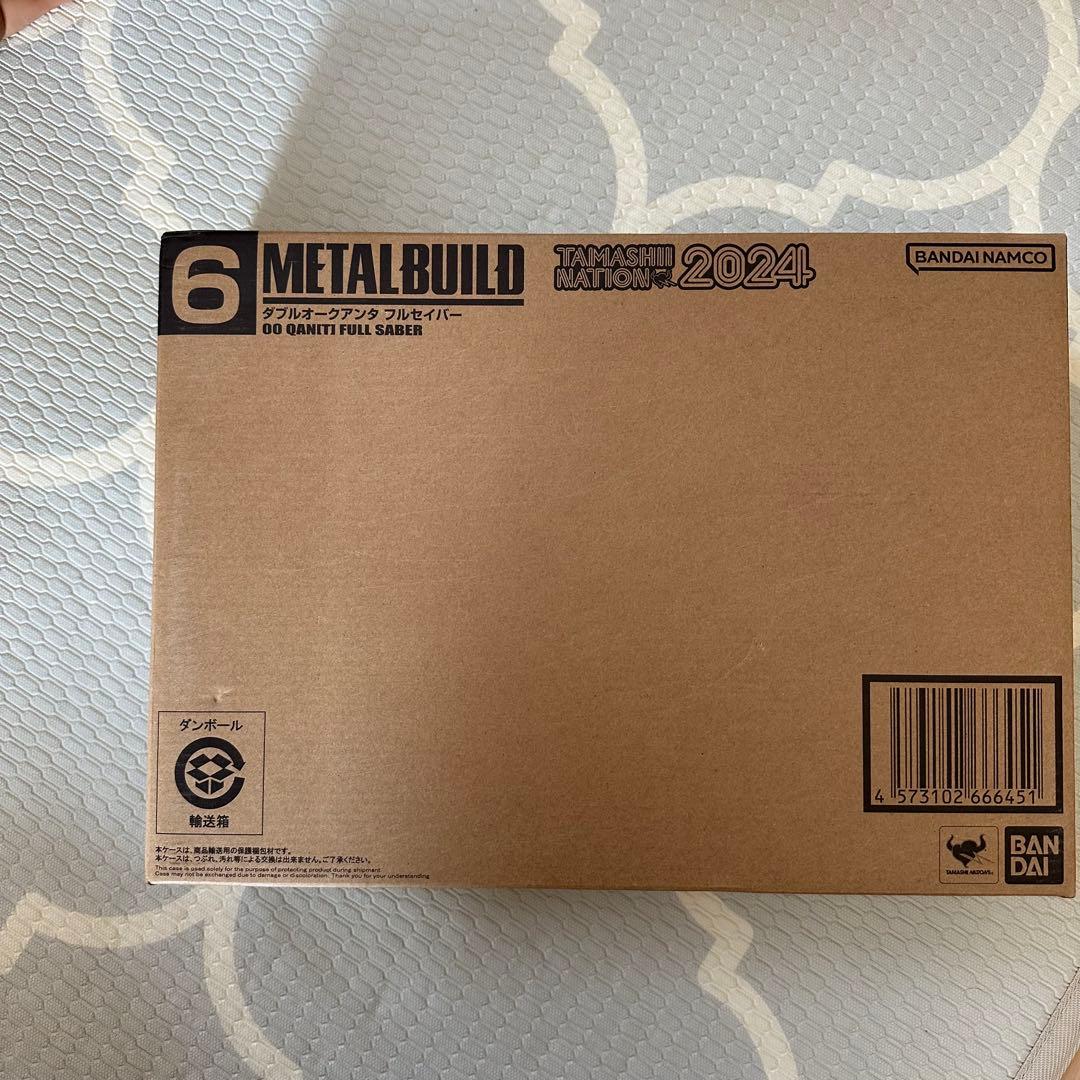 6
METAL BUILD
ダブルオークアンタ フルセイバー
00 QAN[T] FULL SABER
TAMASHII
NATION 2024
BANDAI NAMCO
ダンボール
輸送箱
本ケースは、商品輸送用の保護梱包材です。
本ケースは、つぶれ、汚れ等による交換は出来ません。ご了承ください。
This case is used solely for the purpose of protecting product during shipment.
Case may not be exchanged due to damage or discoloration. Thank you for your understanding
4 573102 666451
TAMASHII NATIONS
BAN
DAI